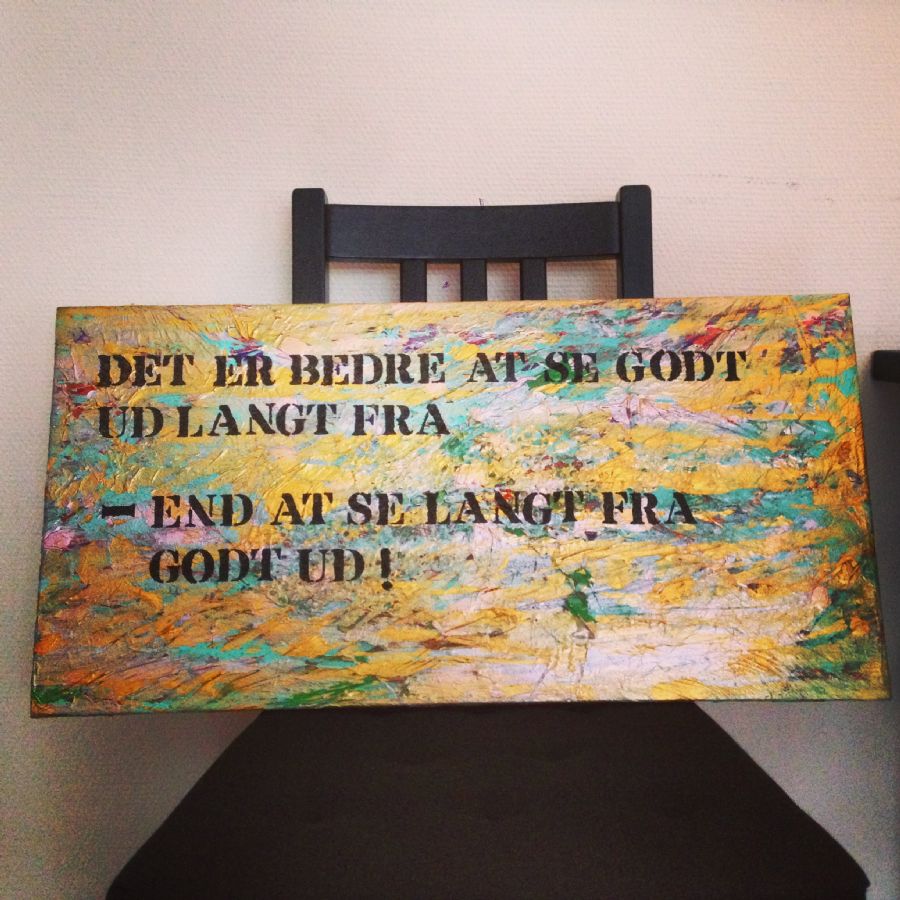 DET ER BEDRE AT SE GODT
UD LANGT FRA
- END AT SE LANGT FRA
GODT UD!